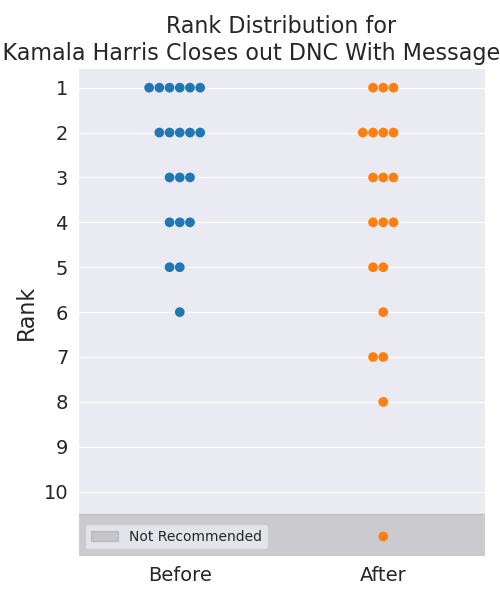 Rank Distribution for
Kamala Harris Closes out DNC With Message
1
2
3
4
5
6
7
8
9
10
Rank
Not Recommended
Before
After